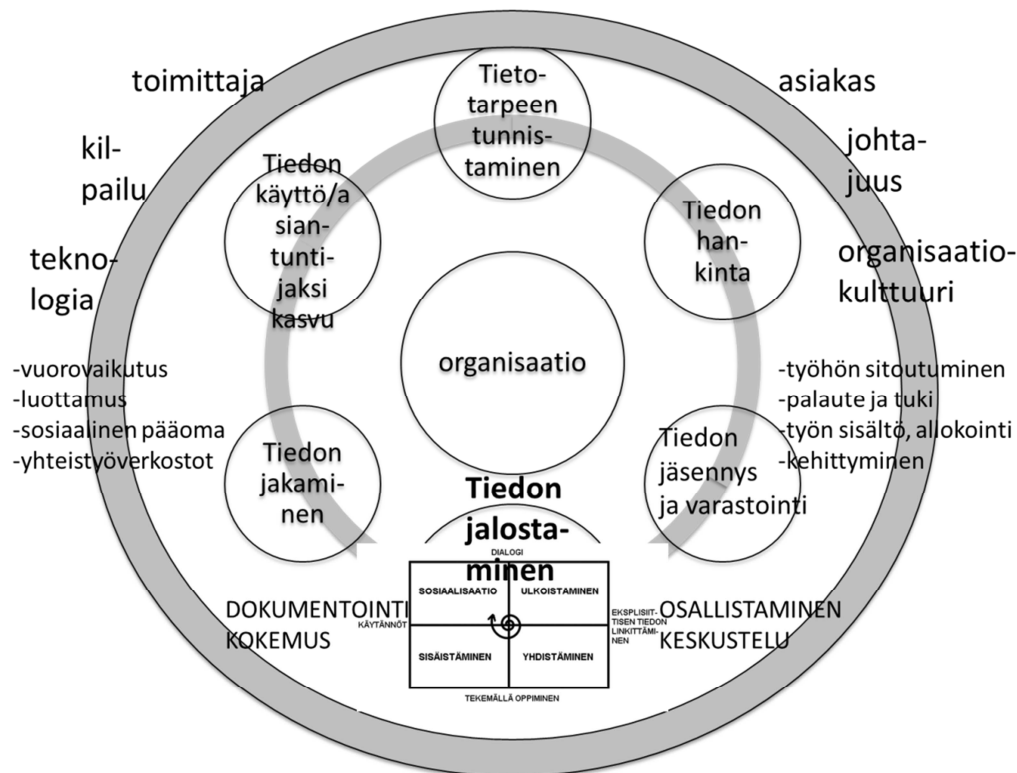 toimittaja
asiakas
Tieto-
tarpeen
tunnis-
taminen
kil-
pailu
johta-
juus
Tiedon
käyttö/a
sian-
tunti-
jaksi
kasvu
Tiedon
han-
kinta
tekno-
logia
organisaatio-
kulttuuri
organisaatio
-vuorovaikutus
-luottamus
-sosiaalinen pääoma
-yhteistyöverkostot
-työhön sitoutuminen
-palaute ja tuki
-työn sisältö, allokointi
-kehittyminen
Tiedon
jakami-
nen
Tiedon
jäsennys
ja varastointi
Tiedon
jalosta-
minen
DIALOGI
SOSIAALISAATIO
ULKOISTAMINEN
SISÄISTÄMINEN
YHDISTÄMINEN
KÄYTÄNNÖT
EKSPLISIIT-
TISEN TIEDON
LINKITTÄMI-
NEN
TEKEMÄLLÄ OPPIMINEN
DOKUMENTOINTI
KOKEMUS
OSALLISTAMINEN
KESKUSTELU